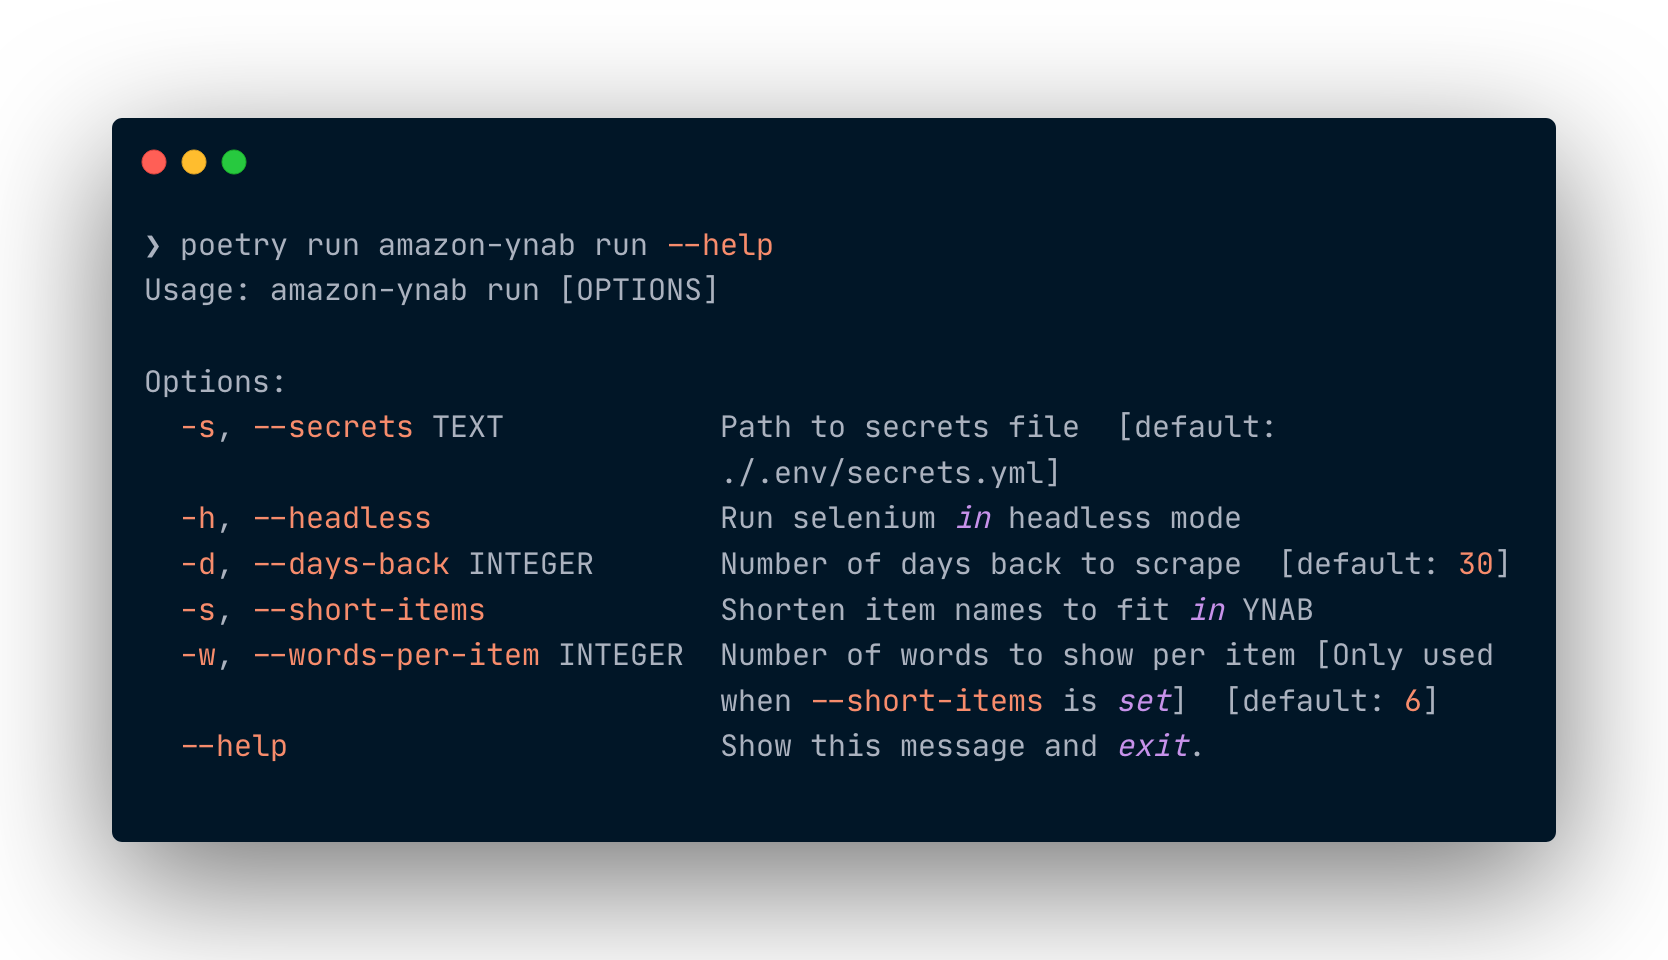 ❯ poetry run amazon-ynab run --help
Usage: amazon-ynab run [OPTIONS]
Options:
-s, --secrets TEXT Path to secrets file [default:
./.env/secrets.yml]
-h, --headless Run selenium in headless mode
-d, --days-back INTEGER Number of days back to scrape [default: 30]
-s, --short-items Shorten item names to fit in YNAB
-w, --words-per-item INTEGER Number of words to show per item [Only used
when --short-items is set] [default: 6]
--help Show this message and exit.